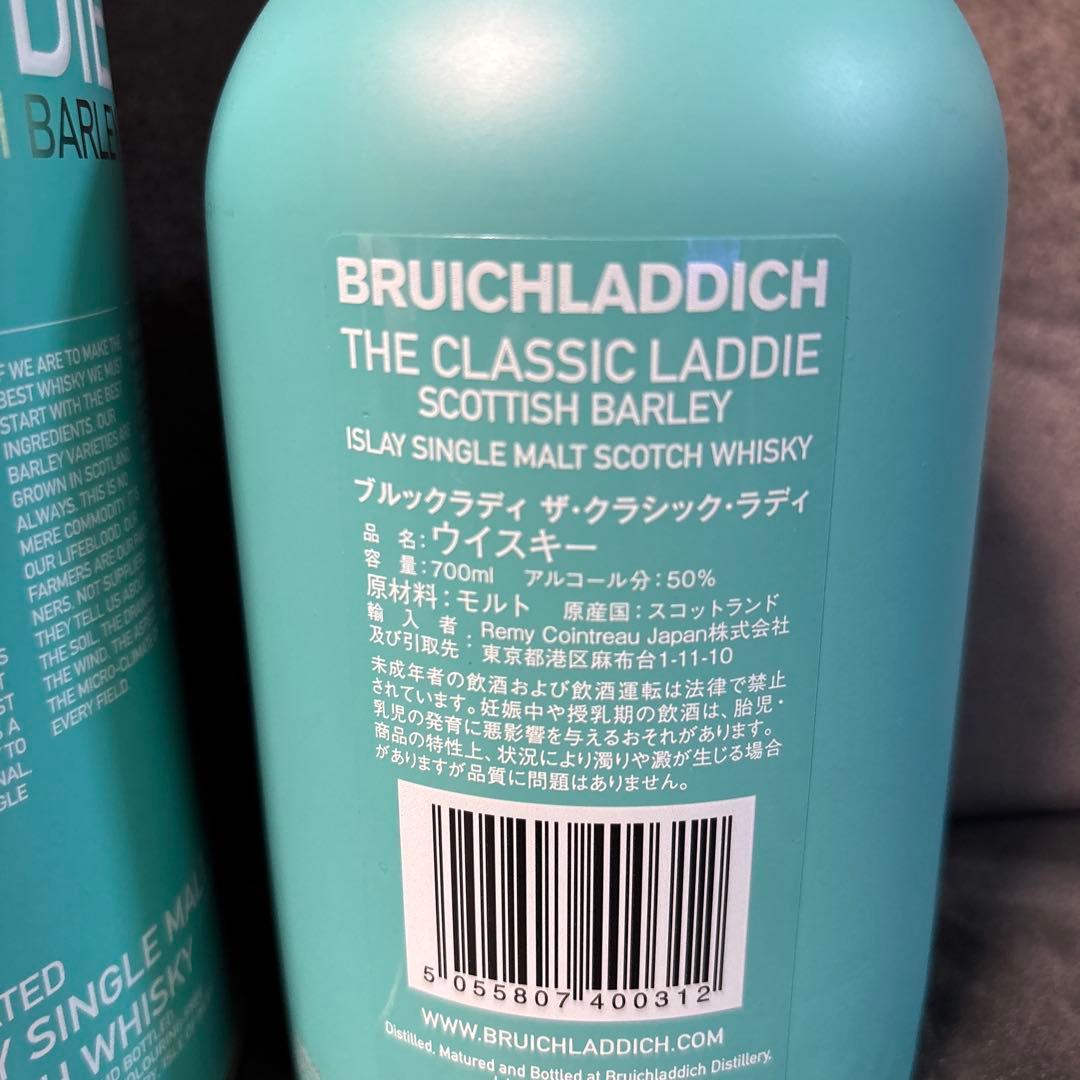 BARLEY
F WE ARE TO MAKE THE
BEST WHISKY WE MUST
START WITH THE BEST
INGREDIENTS. OUR
BARLEY VARIETIES ARE
GROWN IN SCOTLAND
ALWAYS. THIS IS NO
MERE COMMODITY. IT'S
OUR LIFEBLOOD. OUR
FARMERS ARE OUR
NERS. NOT SUPPLIERS
THEY TELL US ABOUT
THE SOIL, THE
THE WIND, THE
THE MICRO-CLIMATE
EVERY FIELD.
SINGLE MALT
WHISKY
BRUICHLADDICH
THE CLASSIC LADDIE
SCOTTISH BARLEY
ISLAY SINGLE MALT SCOTCH WHISKY
ブルックラディ ザ・クラシック・ラディ
品 名:ウイスキー
容 量:700ml アルコール分:50%
原材料:モルト 原産国:スコットランド
輸 入 者 : Remy Cointreau Japan株式会社
及び引取先 東京都港区麻布台1-11-10
未成年者の飲酒および飲酒運転は法律で禁止
されています。妊娠中や授乳期の飲酒は、胎児・
乳児の発育に悪影響を与えるおそれがあります。
商品の特性上、状況により濁りや澱が生じる場合
がありますが品質に問題はありません。
5 055807 400312
WWW.BRUICHLADDICH.COM
Distilled, Matured and Bottled at Bruichladdich Distillery,